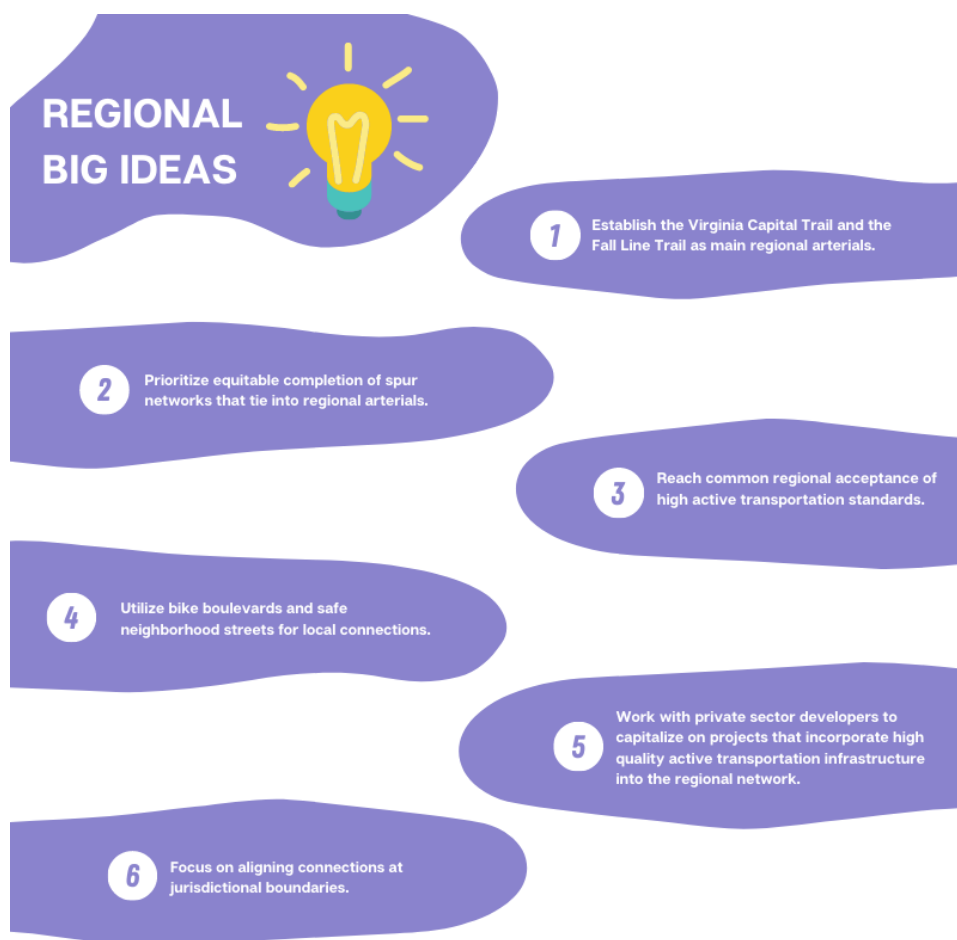 REGIONAL
BIG IDEAS
1
Establish the Virginia Capital Trail and the
Fall Line Trail as main regional arterials.
2
Prioritize equitable completion of spur
networks that tie into regional arterials.
3
Reach common regional acceptance of
high active transportation standards.
4
Utilize bike boulevards and safe
neighborhood streets for local connections.
5
Work with private sector developers to
capitalize on projects that incorporate high
quality active transportation infrastructure
into the regional network.
6
Focus on aligning connections at
jurisdictional boundaries.